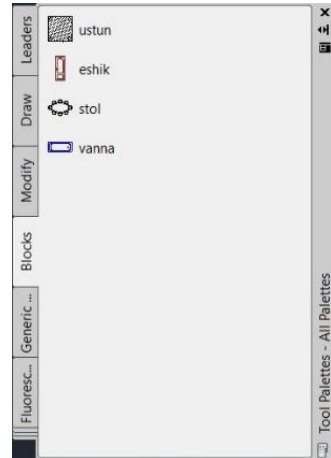 Leaders
Draw
Modify
Blocks
Generic ...
Fluoresc...
ustun
eshik
stol
vanna
Tool Palettes - All Palettes